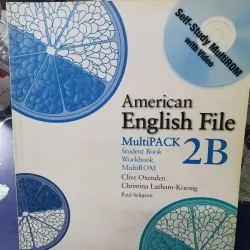 Self-Study MultiROM
with video
American
English File
MultiPACK 2B
Student Book
Workbook
MultiROM
Clive Oxenden
Christina Latham-Koenig
Paul Seligson